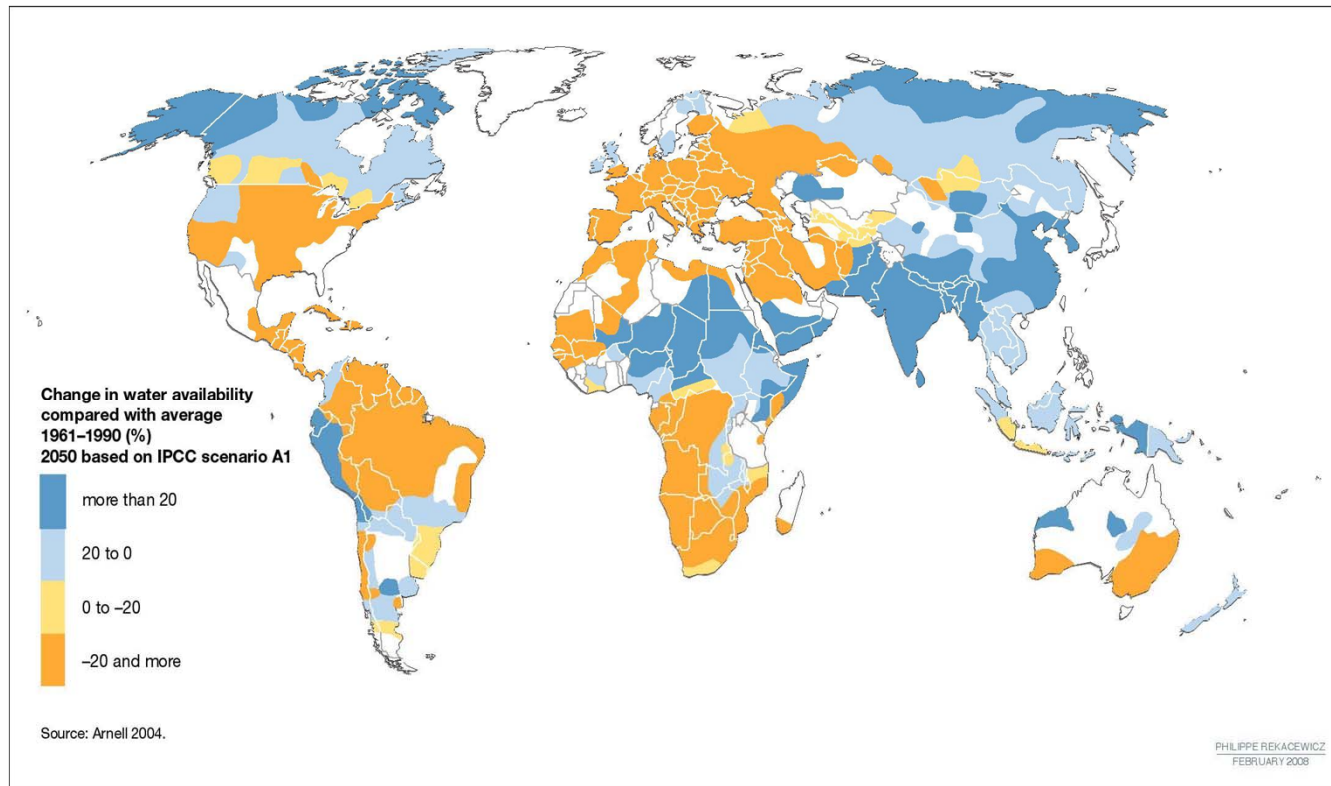 Change in water availability
compared with average
1961–1990 (%)
2050 based on IPCC scenario A1
more than 20
20 to 0
0 to –20
–20 and more
Source: Arnell 2004.
PHILIPPE REKACEWICZ
FEBRUARY 2008